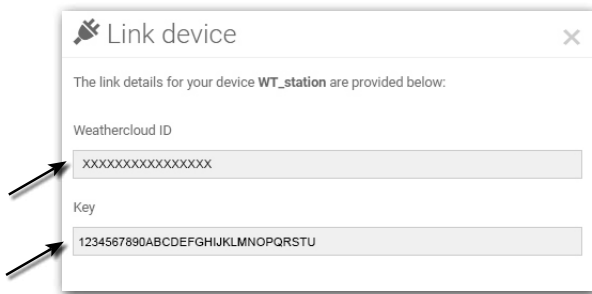 Link device
The link details for your device WT_station are provided below:
Weathercloud ID
XXXXXXXXXXXXXXXX
Key
1234567890ABCDEFGHIJKLMNOPQRSTU